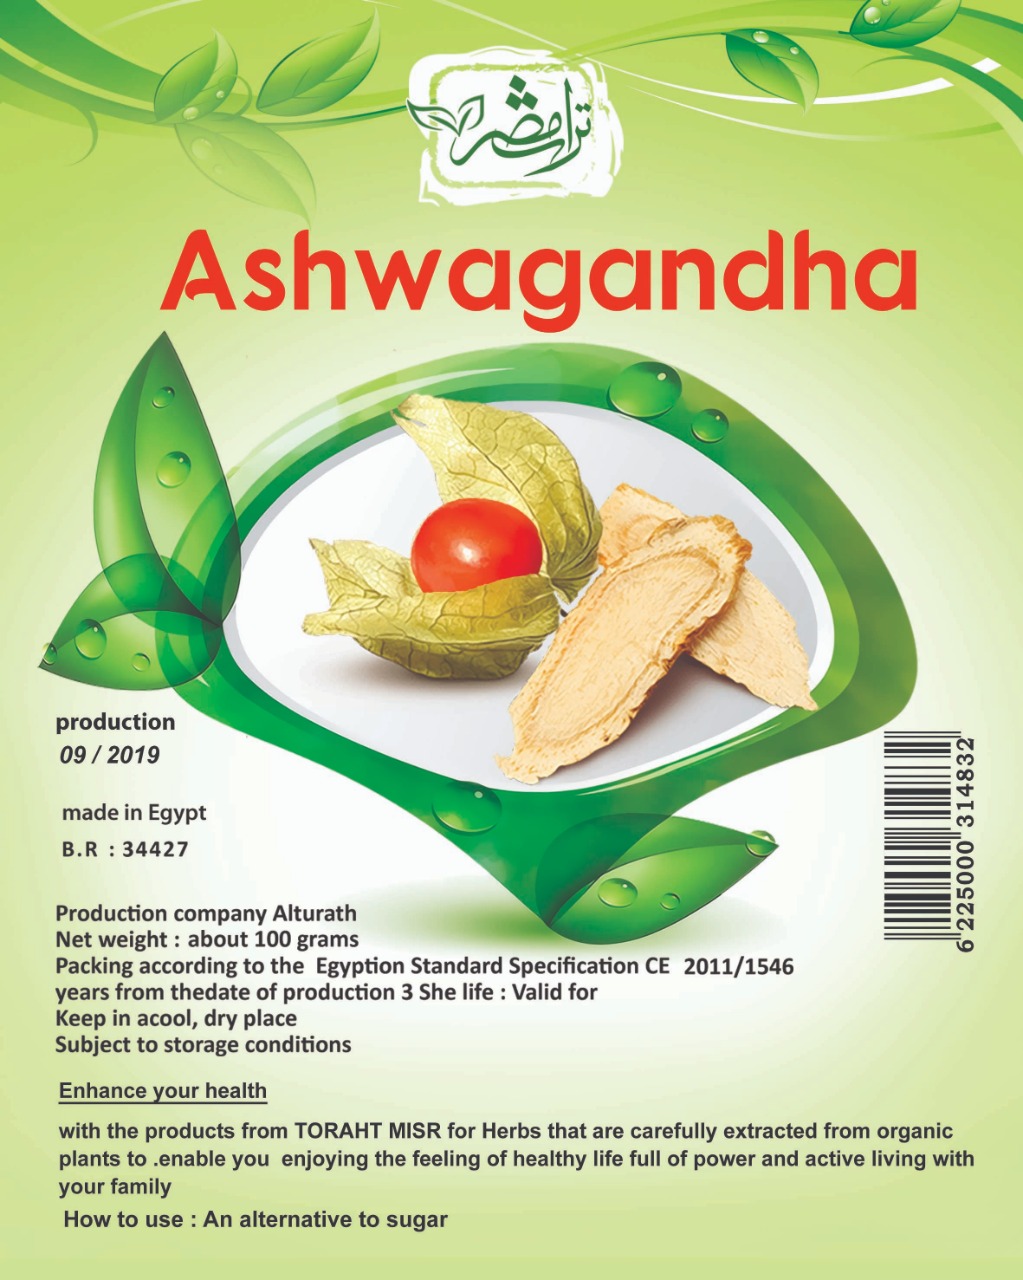 تراث مصر
Ashwagandha
production
09 / 2019
made in Egypt
B.R : 34427
6 225000 314832
Production company Alturath
Net weight : about 100 grams
Packing according to the Egyption Standard Specification CE 2011/1546
years from thedate of production 3 She life : Valid for
Keep in acool, dry place
Subject to storage conditions
Enhance your health
with the products from TORAHT MISR for Herbs that are carefully extracted from organic
plants to .enable you enjoying the feeling of healthy life full of power and active living with
your family
How to use : An alternative to sugar